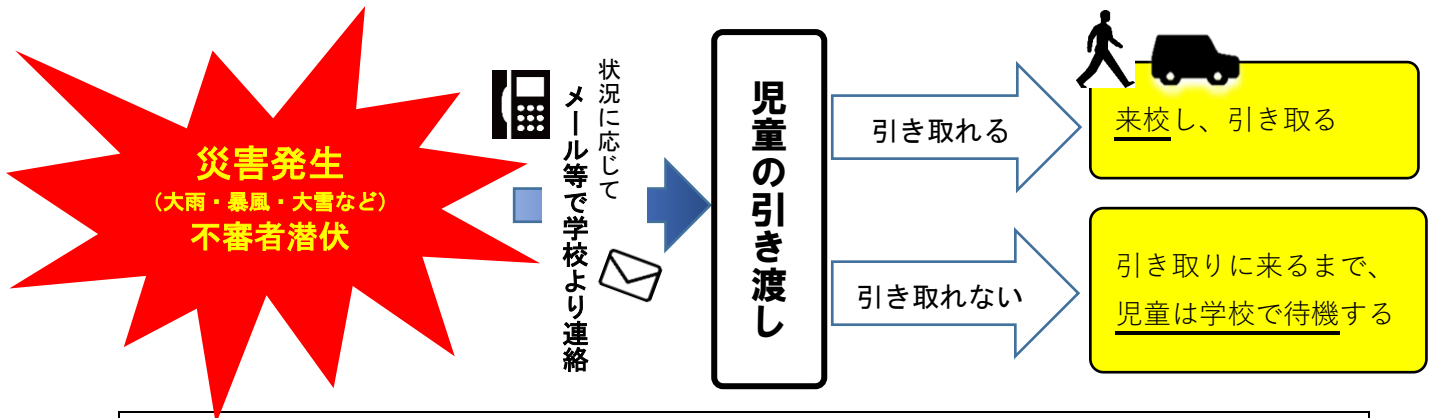 災害発生
(大雨・暴風・大雪など)
不審者潜伏
状況に応じて
メール等で学校より連絡
児童の引き渡し
引き取れる
来校し、引き取る
引き取れない
引き取りに来るまで、
児童は学校で待機する